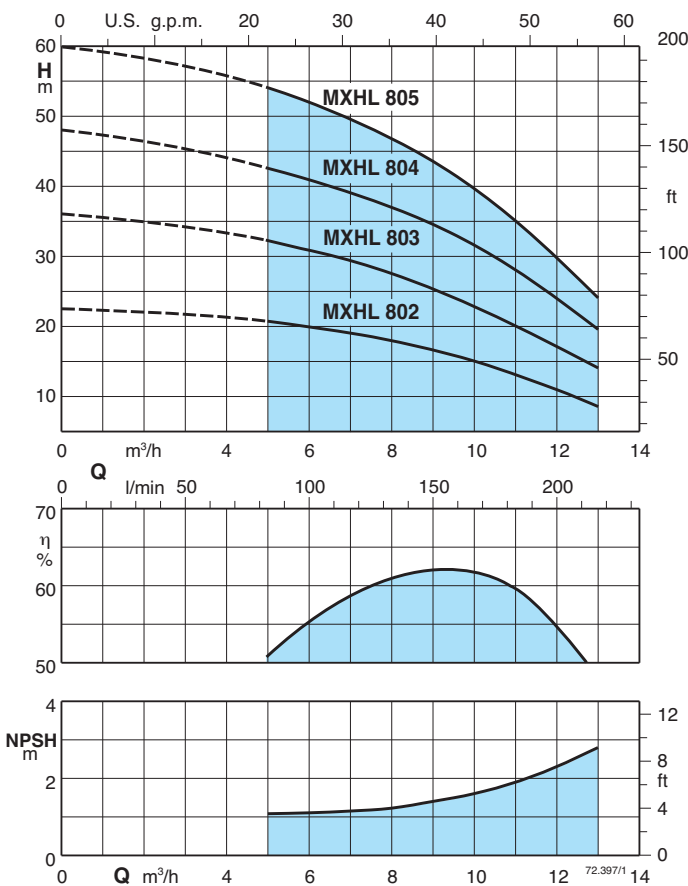 0 U.S. g.p.m. 20 30 40 50 60
60 200
H
m
MXHL 805
50
150
MXHL 804
40
ft
MXHL 803
30 100
MXHL 802
20
50
10
0 m³/h 4 6 8 10 12 14
Q
0 l/min 50 100 150 200
70
η
%
60
50
4
12
NPSH
m
8
2 ft
4
0 0
72.397/1
0 Q m³/h 4 6 8 10 12 14